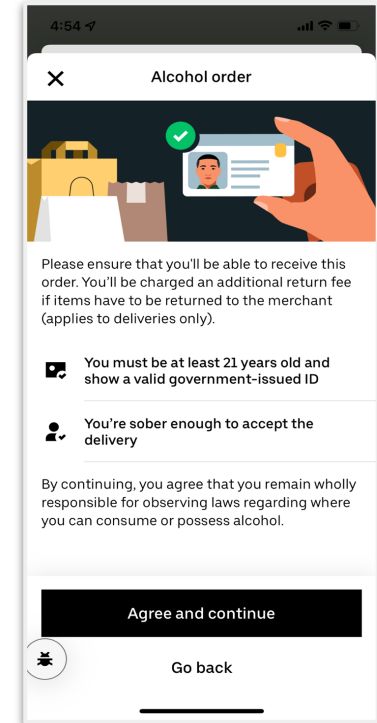 4:54
Alcohol order
Please ensure that you'll be able to receive this
order. You'll be charged an additional return fee
if items have to be returned to the merchant
(applies to deliveries only).
You must be at least 21 years old and
show a valid government-issued ID
You're sober enough to accept the
delivery
By continuing, you agree that you remain wholly
responsible for observing laws regarding where
you can consume or possess alcohol.
Agree and continue
Go back